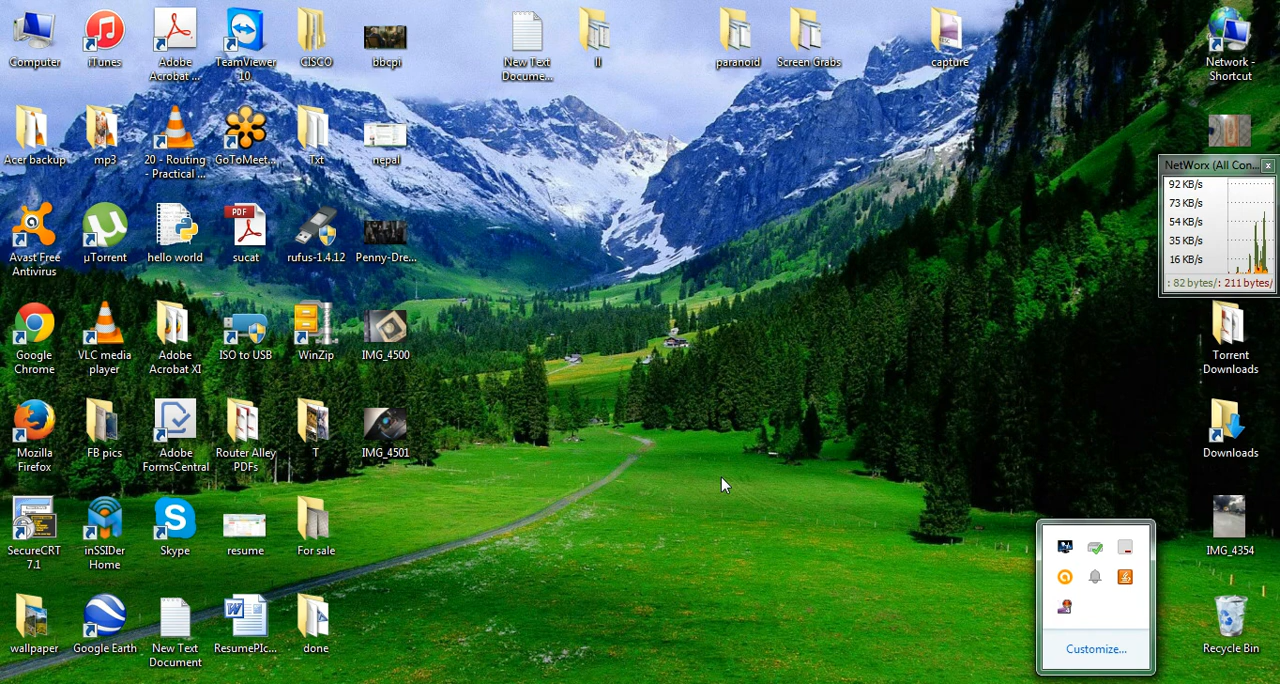 Computer
iTunes
Adobe
Acrobat ...
TeamViewer
10
CISCO
bbcpi
New Text
Docume...
II
paranoid
Screen Grabs
capture
Network -
Shortcut
Acer backup
mp3
20 - Routing
- Practical ...
GoToMeet...
Txt
nepal
NetWorx (All Con...
92 KB/s
73 KB/s
54 KB/s
35 KB/s
16 KB/s
: 82 bytes/: 211 bytes/
Avast Free
Antivirus
µTorrent
hello world
PDF
sucat
rufus-1.4.12
Penny-Dre...
Google
Chrome
VLC media
player
Adobe
Acrobat XI
ISO to USB
WinZip
IMG_4500
Torrent
Downloads
Mozilla
Firefox
FB pics
Adobe
FormsCentral
Router Alley
PDFs
T
IMG_4501
Downloads
SecureCRT
7.1
inSSIDer
Home
Skype
resume
For sale
IMG_4354
wallpaper
Google Earth
New Text
Document
ResumePIc...
done
Customize...
Recycle Bin